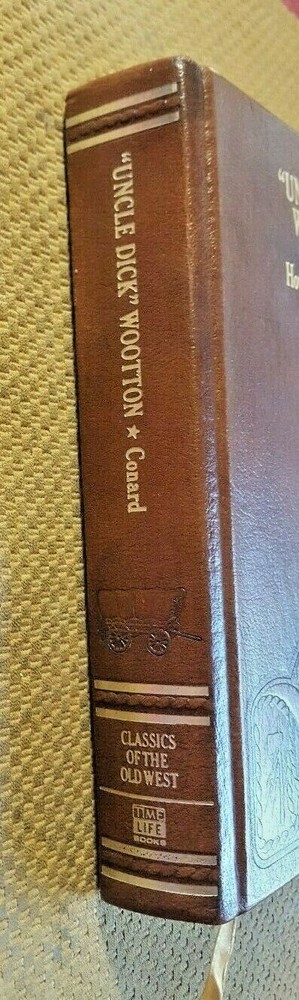 "UNCLE DICK" WOOTTON ★ Conard
CLASSICS
OF THE
OLD WEST
TIME
LIFE
BOOKS